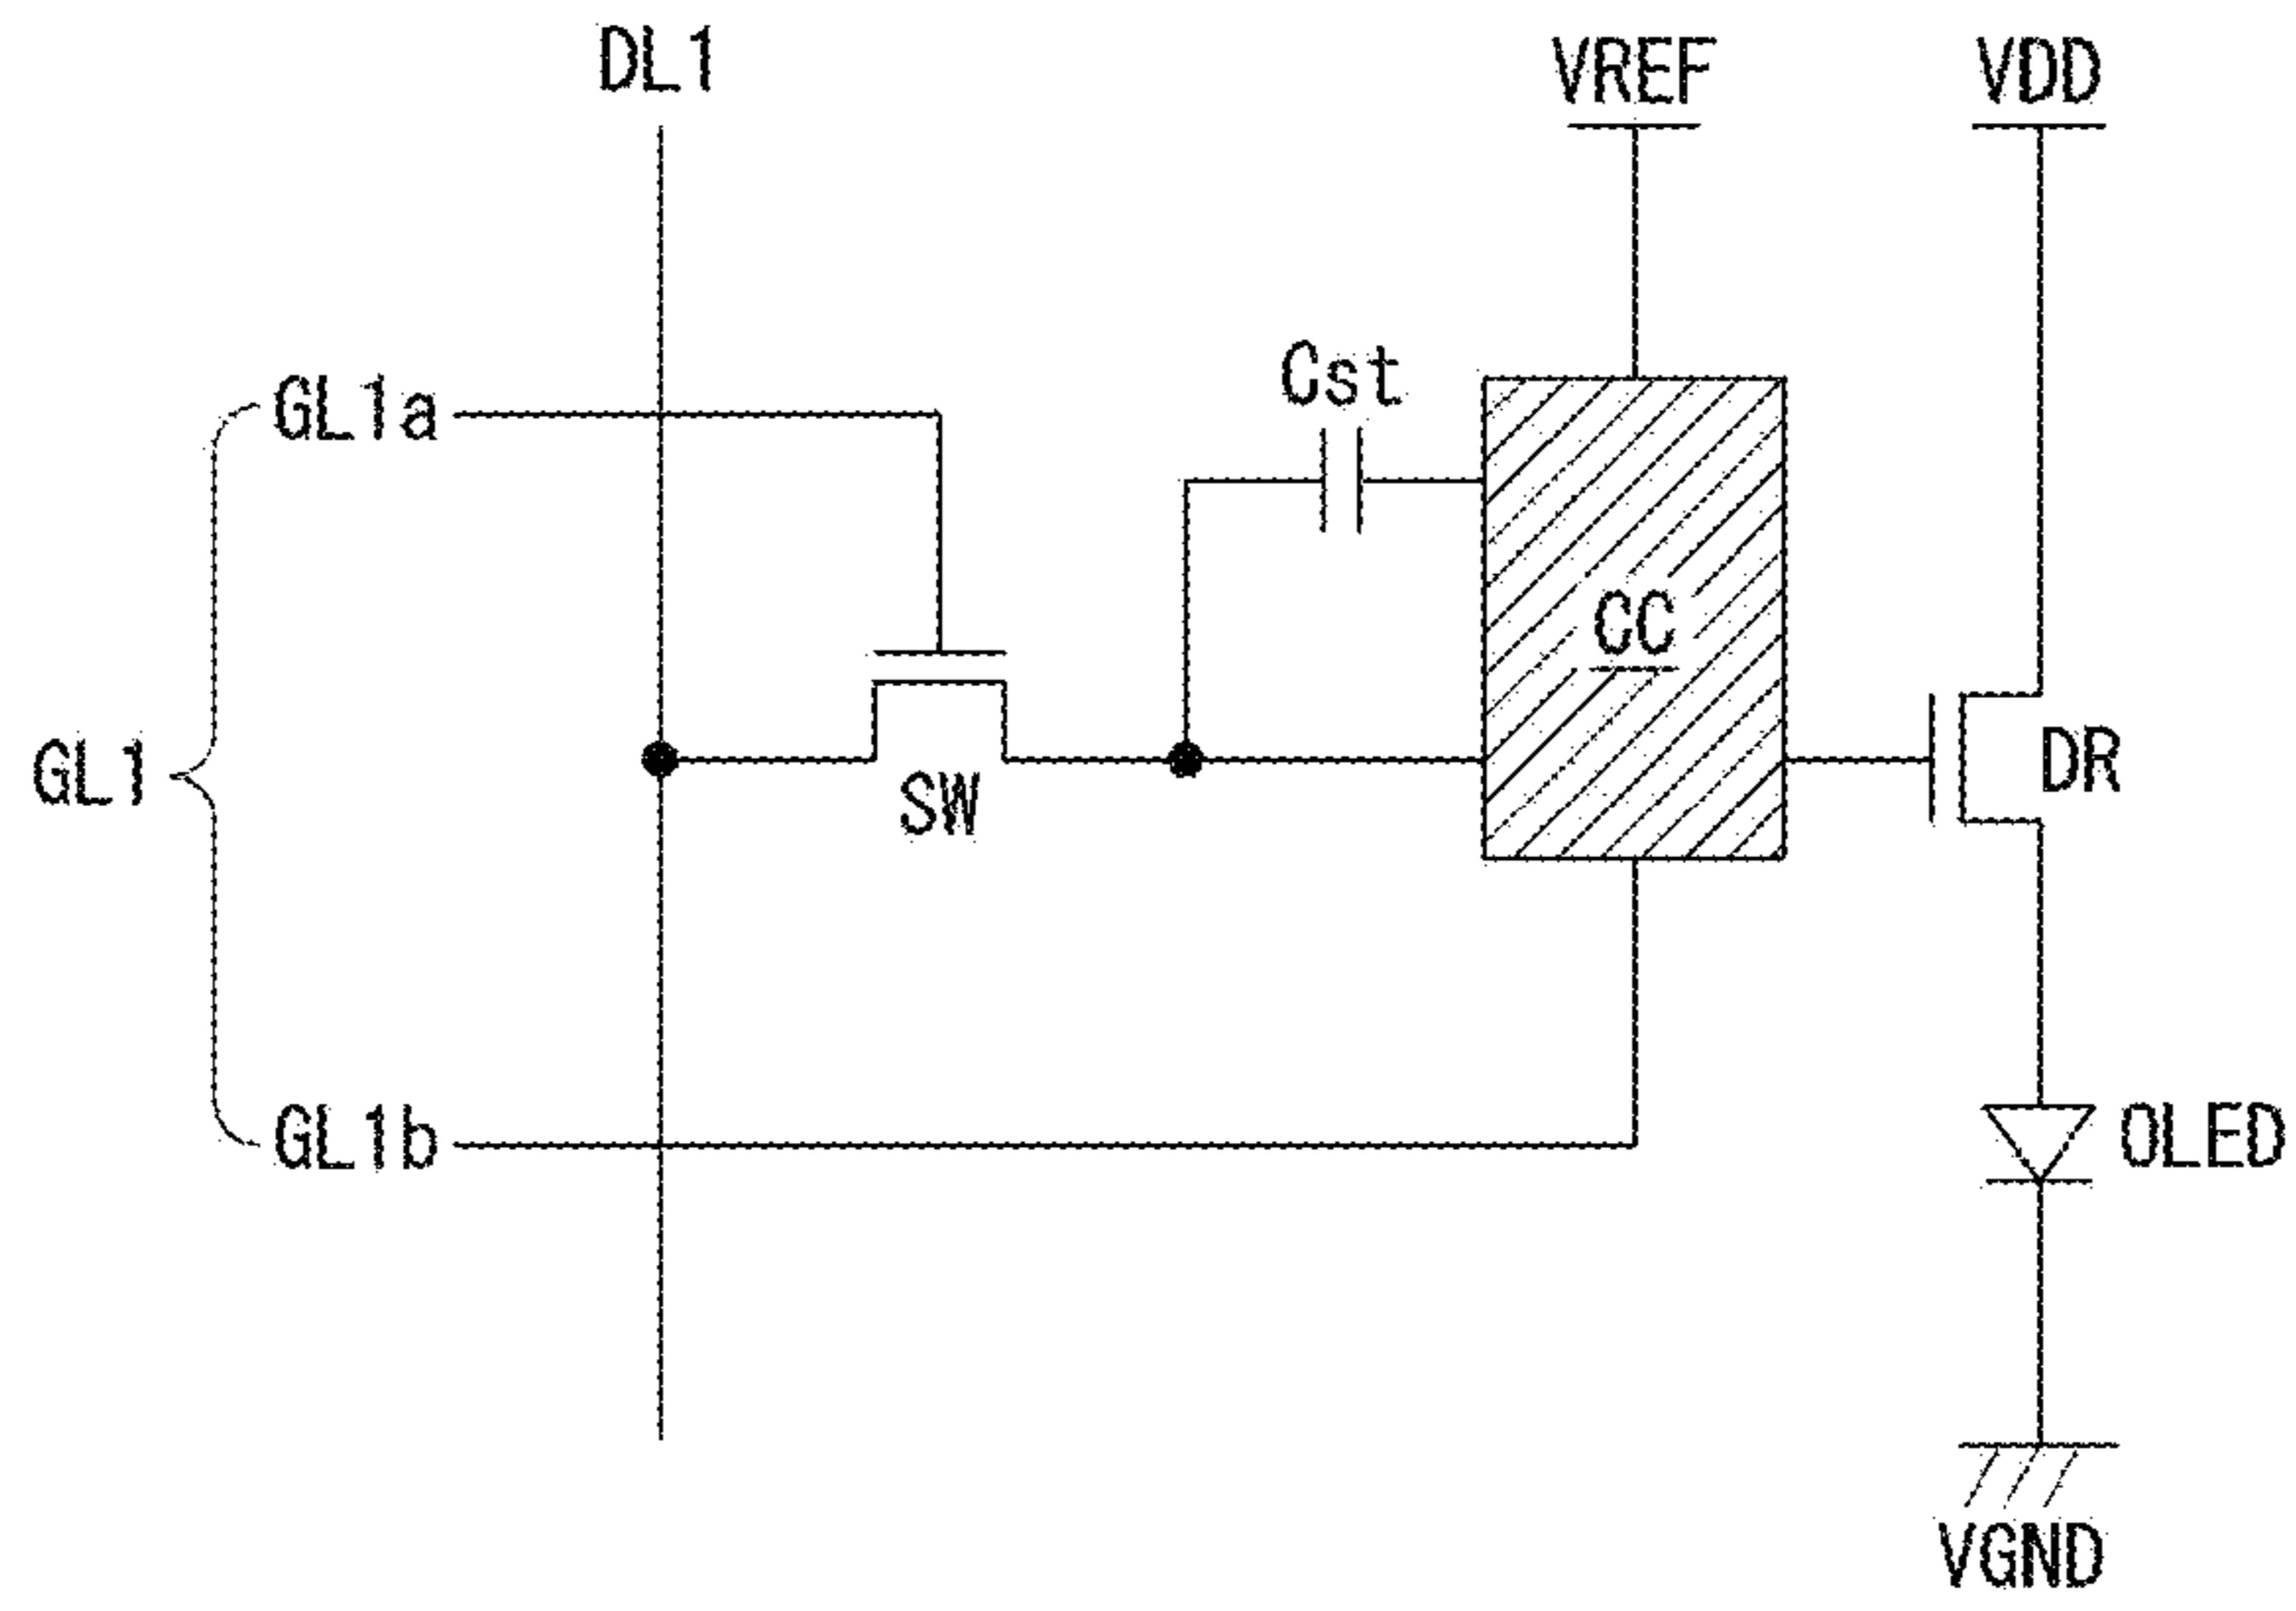 DL1
VREF
VDD
GL1a
Cst
CC
GL1
SW
DR
GL1b
OLED
VGND